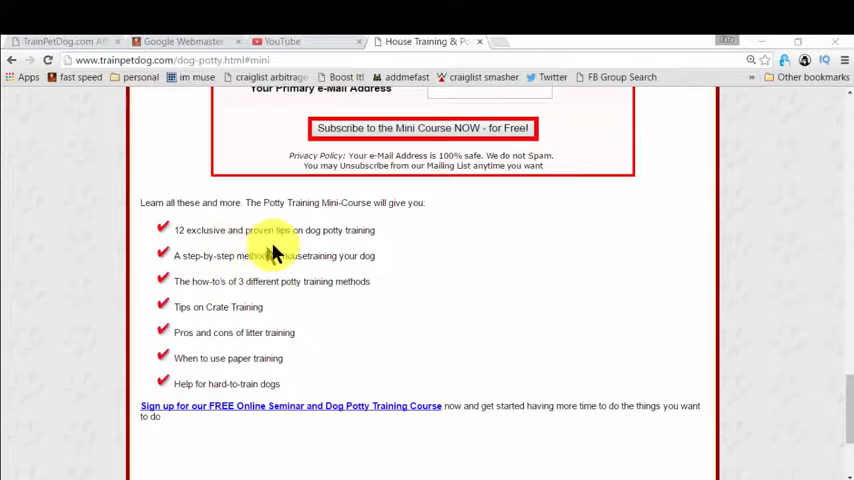 TrainPetDog.com Aff
Google Webmaster
YouTube
House Training & Po
www.trainpetdog.com/dog-potty.html#mini
Apps fast speed personal im muse craiglist arbitrage Boost It! addmefast craiglist smasher Twitter FB Group Search » Other bookmarks
Your Primary e-Mail Address
Subscribe to the Mini Course NOW - for Free!
Privacy Policy: Your e-Mail Address is 100% safe. We do not Spam.
You may Unsubscribe from our Mailing List anytime you want
Learn all these and more. The Potty Training Mini-Course will give you:
12 exclusive and proven tips on dog potty training
A step-by-step method housetraining your dog
The how-to's of 3 different potty training methods
Tips on Crate Training
Pros and cons of litter training
When to use paper training
Help for hard-to-train dogs
Sign up for our FREE Online Seminar and Dog Potty Training Course now and get started having more time to do the things you want
to do